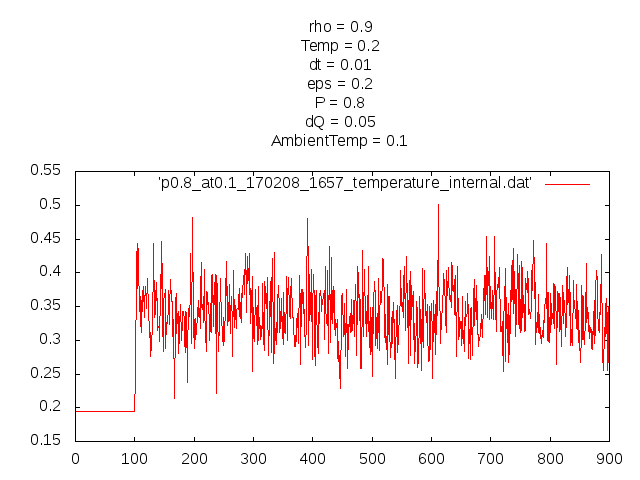 rho = 0.9
Temp = 0.2
dt = 0.01
eps = 0.2
P = 0.8
dQ = 0.05
AmbientTemp = 0.1
0.55
'p0.8_at0.1_170208_1657_temperature_internal.dat'
0.5
0.45
0.4
0.35
0.3
0.25
0.2
0.15
0 100 200 300 400 500 600 700 800 900